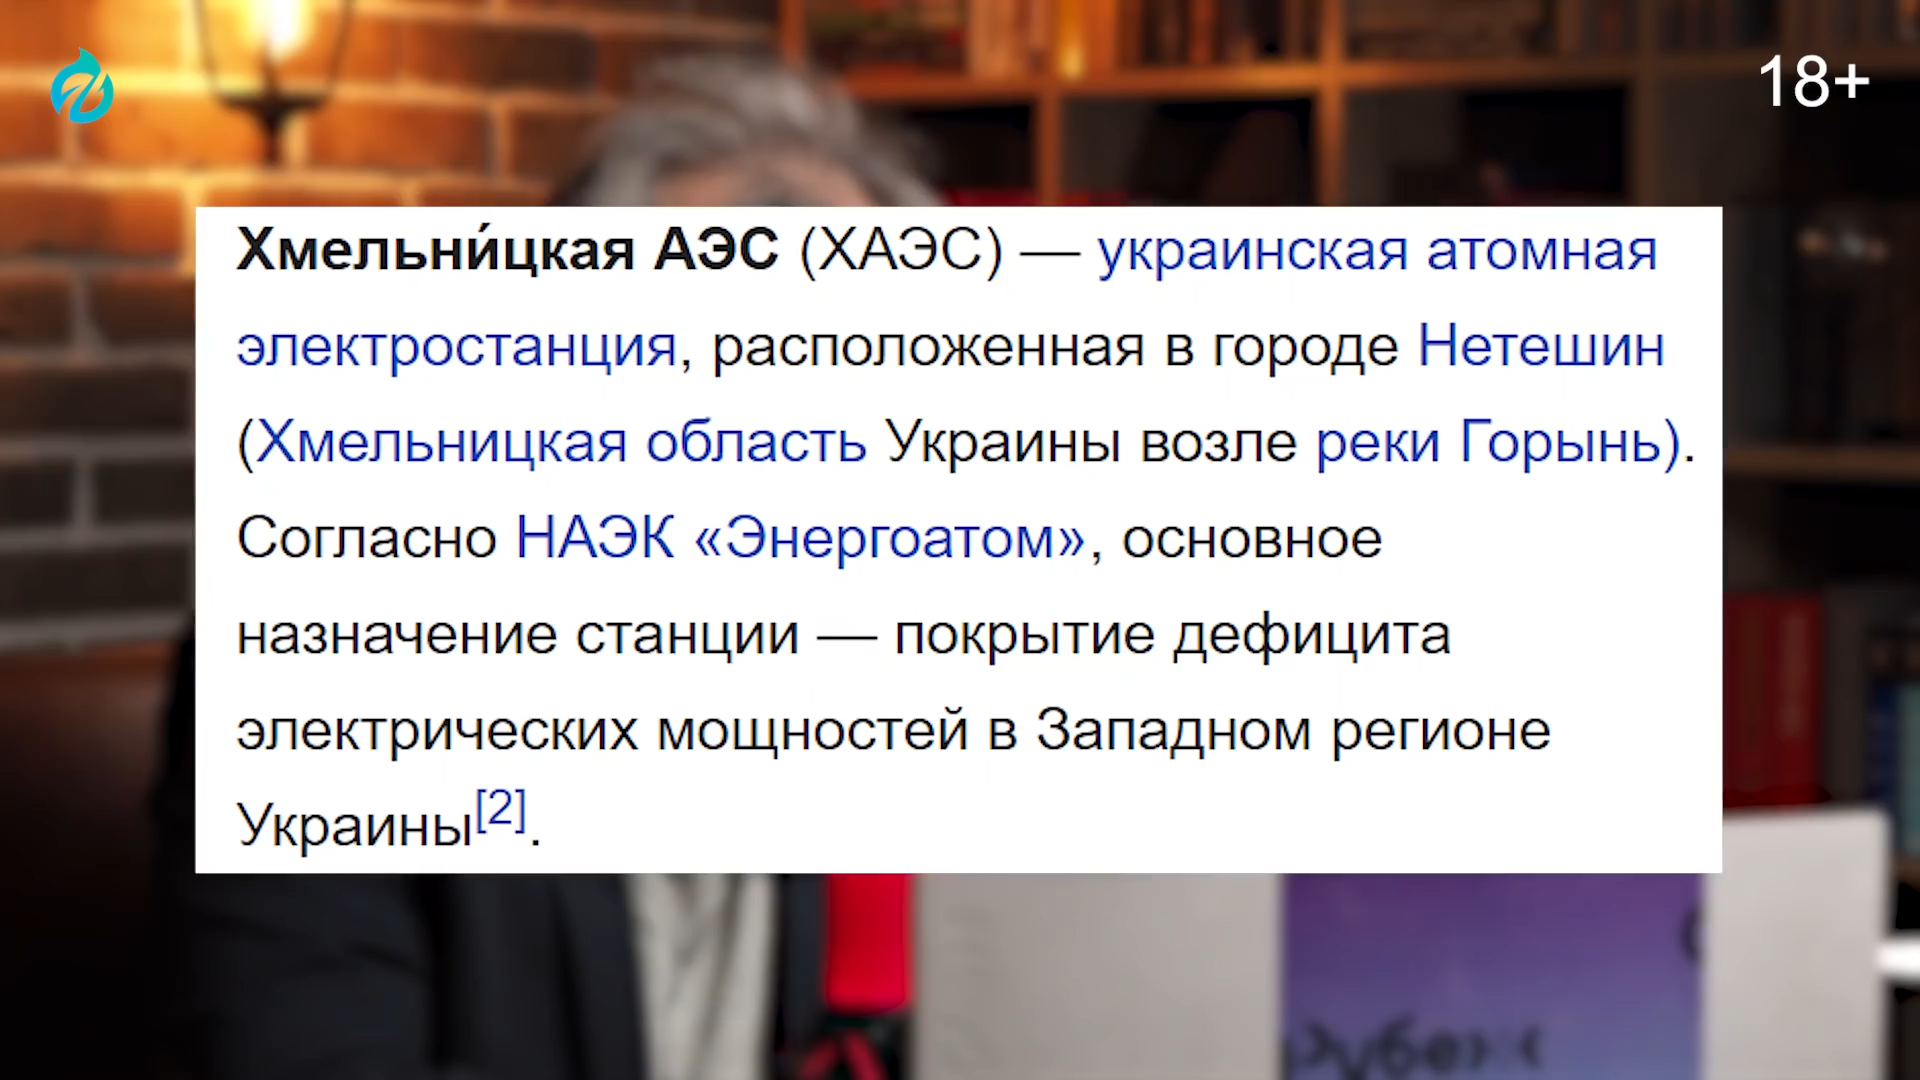 18+
Хмельни́цкая АЭС (ХАЭС) — украинская атомная
электростанция, расположенная в городе Нетешин
(Хмельницкая область Украины возле реки Горынь).
Согласно НАЭК «Энергоатом», основное
назначение станции — покрытие дефицита
электрических мощностей в Западном регионе
Украины[2].